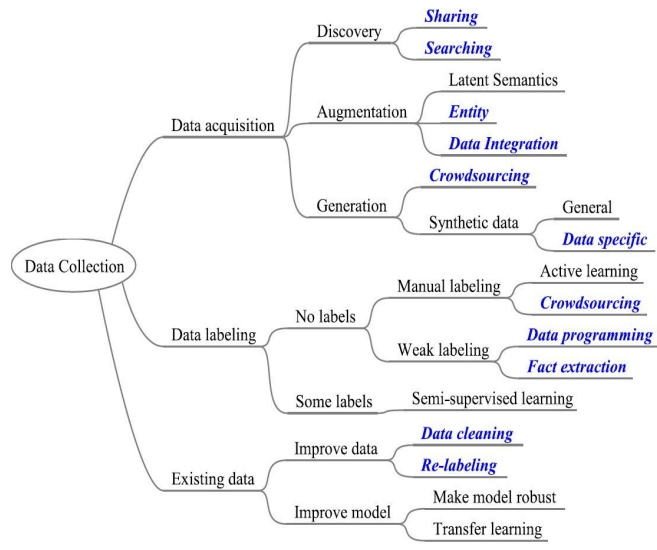 Data Collection
Data acquisition
Discovery
Sharing
Searching
Augmentation
Latent Semantics
Entity
Data Integration
Generation
Crowdsourcing
Synthetic data
General
Data specific
Data labeling
No labels
Manual labeling
Active learning
Crowdsourcing
Weak labeling
Data programming
Fact extraction
Some labels
Semi-supervised learning
Existing data
Improve data
Data cleaning
Re-labeling
Improve model
Make model robust
Transfer learning